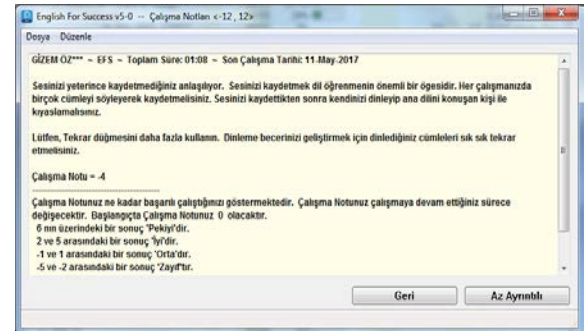 English For Success v5-0 -- Çalışma Notları <-12 , 12>
Dosya Düzenle
GİZEM ÖZ*** ~ EFS ~ Toplam Süre: 01:08 ~ Son Çalışma Tarihi: 11-May-2017
Sesinizi yeterince kaydetmediğiniz anlaşılıyor. Sesinizi kaydetmek dil öğrenmenin önemli bir ögesidir. Her çalışmanızda
birçok cümleyi söyleyerek kaydetmelisiniz. Sesinizi kaydettikten sonra kendinizi dinleyip ana dilini konuşan kişi ile
kıyaslamalısınız.
Lütfen, Tekrar düğmesini daha fazla kullanın. Dinleme becerinizi geliştirmek için dinlediğiniz cümleleri sık sık tekrar
etmelisiniz.
Çalışma Notu = -4
----------------------------------------
Çalışma Notunuz ne kadar başarılı çalıştığınızı göstermektedir. Çalışma Notunuz çalışmaya devam ettiğiniz sürece
değişecektir. Başlangıçta Çalışma Notunuz 0 olacaktır.
6 nın üzerindeki bir sonuç 'Pekiyi'dir.
2 ve 5 arasındaki bir sonuç 'İyi'dir.
-1 ve 1 arasındaki bir sonuç 'Orta'dır.
-5 ve -2 arasındaki bir sonuç 'Zayıf'tır.
Geri Az Ayrıntılı